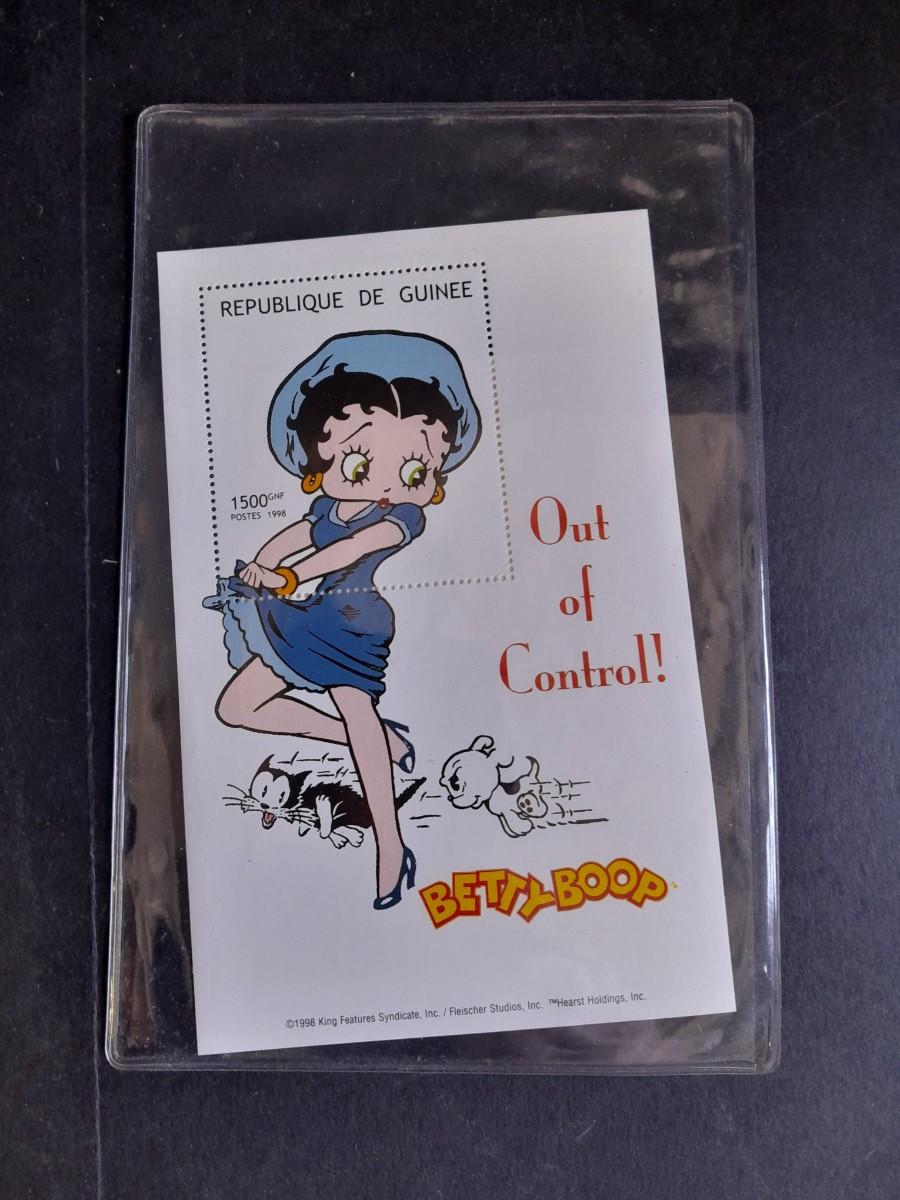 REPUBLIQUE DE GUINEE
1500GNF
POSTES 1998
Out
of
Control!
BETTY BOOP™
©1998 King Features Syndicate, Inc. / Fleischer Studios, Inc. ™Hearst Holdings, Inc.